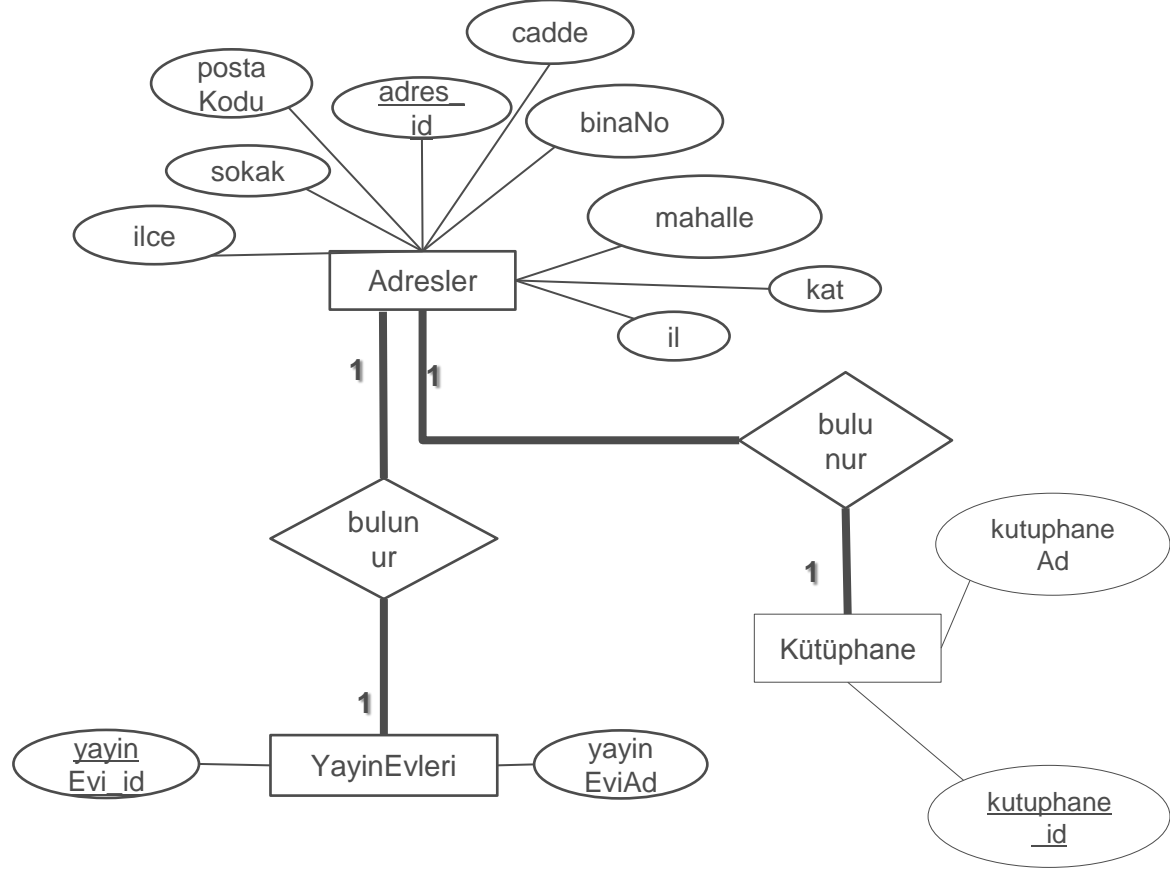 cadde
posta
Kodu
adres_
id
binaNo
sokak
mahalle
ilce
Adresler
kat
il
1
1
bulu
nur
bulun
ur
kutuphane
Ad
1
Kütüphane
1
yayin
Evi_id
YayinEvleri
yayin
EviAd
kutuphane
_id